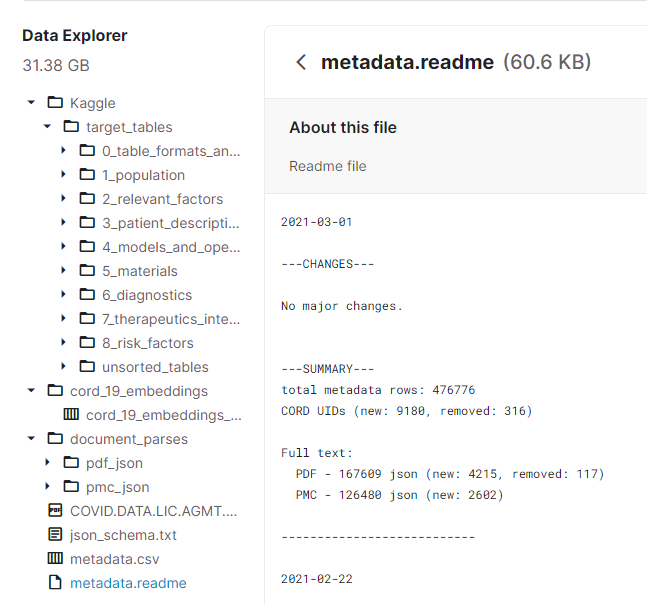 Data Explorer
31.38 GB
Kaggle
target_tables
0_table_formats_an...
1_population
2_relevant_factors
3_patient_descripti...
4_models_and_ope...
5_materials
6_diagnostics
7_therapeutics_inte...
8_risk_factors
unsorted_tables
cord_19_embeddings
cord_19_embeddings_...
document_parses
pdf_json
pmc_json
PDF COVID.DATA.LIC.AGMT....
json_schema.txt
metadata.csv
metadata.readme
metadata.readme (60.6 KB)
About this file
Readme file
2021-03-01
---CHANGES---
No major changes.
---SUMMARY---
total metadata rows: 476776
CORD UIDs (new: 9180, removed: 316)
Full text:
PDF - 167609 json (new: 4215, removed: 117)
PMC - 126480 json (new: 2602)
---------------------------
2021-02-22